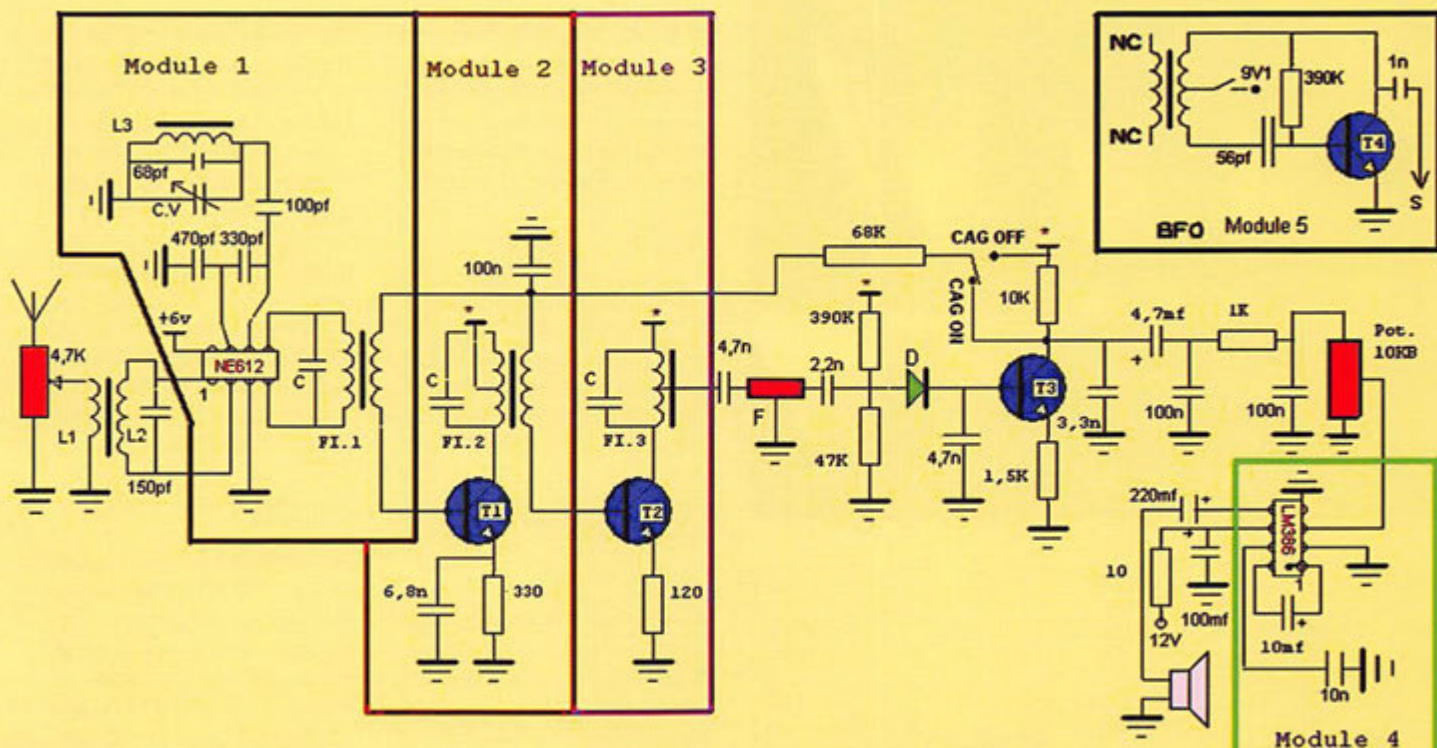 Module 1
Module 2
Module 3
L3
68pf
C.V
100pf
470pf
330pf
+6v
NE612
1
4,7K
L1
L2
150pf
C
FI.1
100n
*
C
FI.2
T1
6,8n
330
*
C
FI.3
T2
120
4,7n
F
2,2n
68K
CAG OFF
CAG ON
*
390K
47K
D
4,7n
*
10K
T3
3,3n
1,5K
4,7mf
+
100n
1K
100n
Pot.
10KB
NC
NC
9V1
390K
1n
56pf
T4
S
BFO
Module 5
220mf
+
10
+
100mf
12V
LM386
1
10mf
+
10n
Module 4